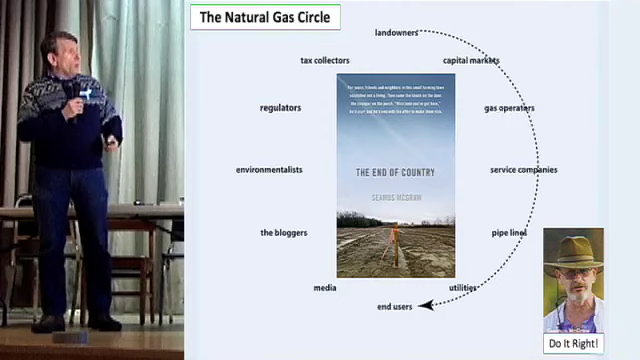 The Natural Gas Circle
landowners
tax collectors
capital markets
regulators
gas operators
environmentalists
service companies
the bloggers
pipe lines
media
utilities
end users
THE END OF COUNTRY
SEAMUS MCGRAW
Do It Right!